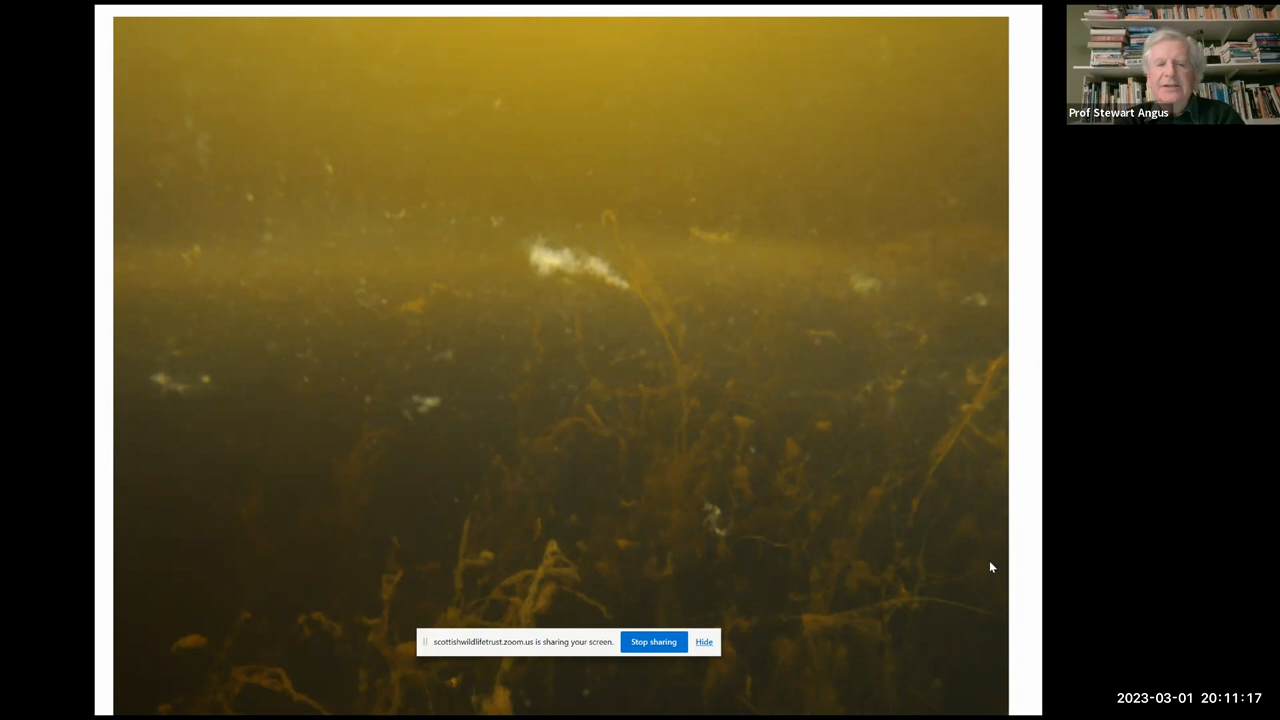 Prof Stewart Angus
scottishwildlifetrust.zoom.us is sharing your screen.
Stop sharing
Hide
2023-03-01 20:11:17